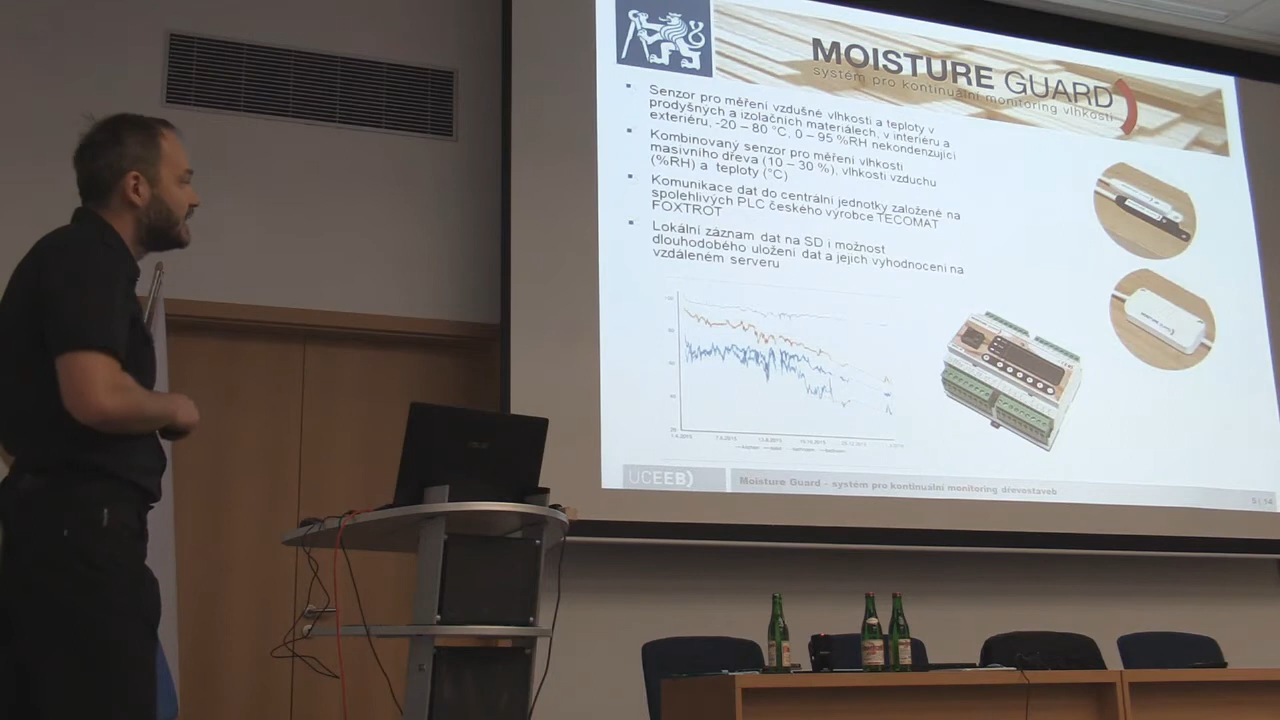 MOISTURE GUARD
systém pro kontinuální monitoring vlhkosti
Senzor pro měření vzdušné vlhkosti a teploty v
prodyšných a izolačních materiálech, v interiéru a
exteriéru, -20 – 80 °C, 0 – 95 %RH nekondenzující
Kombinovaný senzor pro měření vlhkosti
masivního dřeva (10 – 30 %), vlhkosti vzduchu
(%RH) a teploty (°C)
Komunikace dat do centrální jednotky založené na
spolehlivých PLC českého výrobce TECOMAT
FOXTROT
Lokální záznam dat na SD i možnost
dlouhodobého uložení dat a jejich vyhodnocení na
vzdáleném serveru
UCEEB)
Moisture Guard – systém pro kontinuální monitoring dřevostaveb
5 | 14